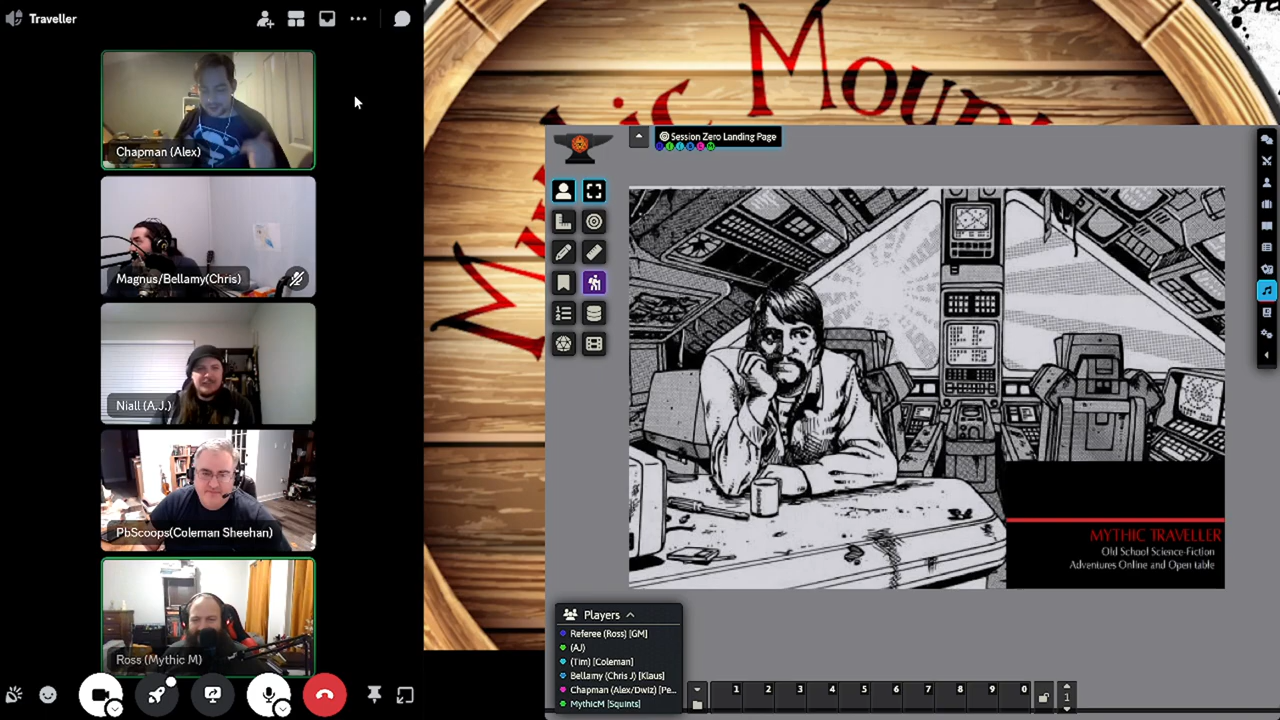 Traveller
Chapman (Alex)
Magnus/Bellamy(Chris)
Niall (A.J.)
PbScoops(Coleman Sheehan)
Ross (Mythic M)
Session Zero Landing Page
MYTHIC TRAVELLER
Old School Science-Fiction
Adventures Online and Open table
Players
Referee (Ross) [GM]
(AJ)
(Tim) [Coleman]
Bellamy (Chris J) [Klaus]
Chapman (Alex/Dwiz) [Pe...
MythicM [Squints]
1 2 3 4 5 6 7 8 9 0
1